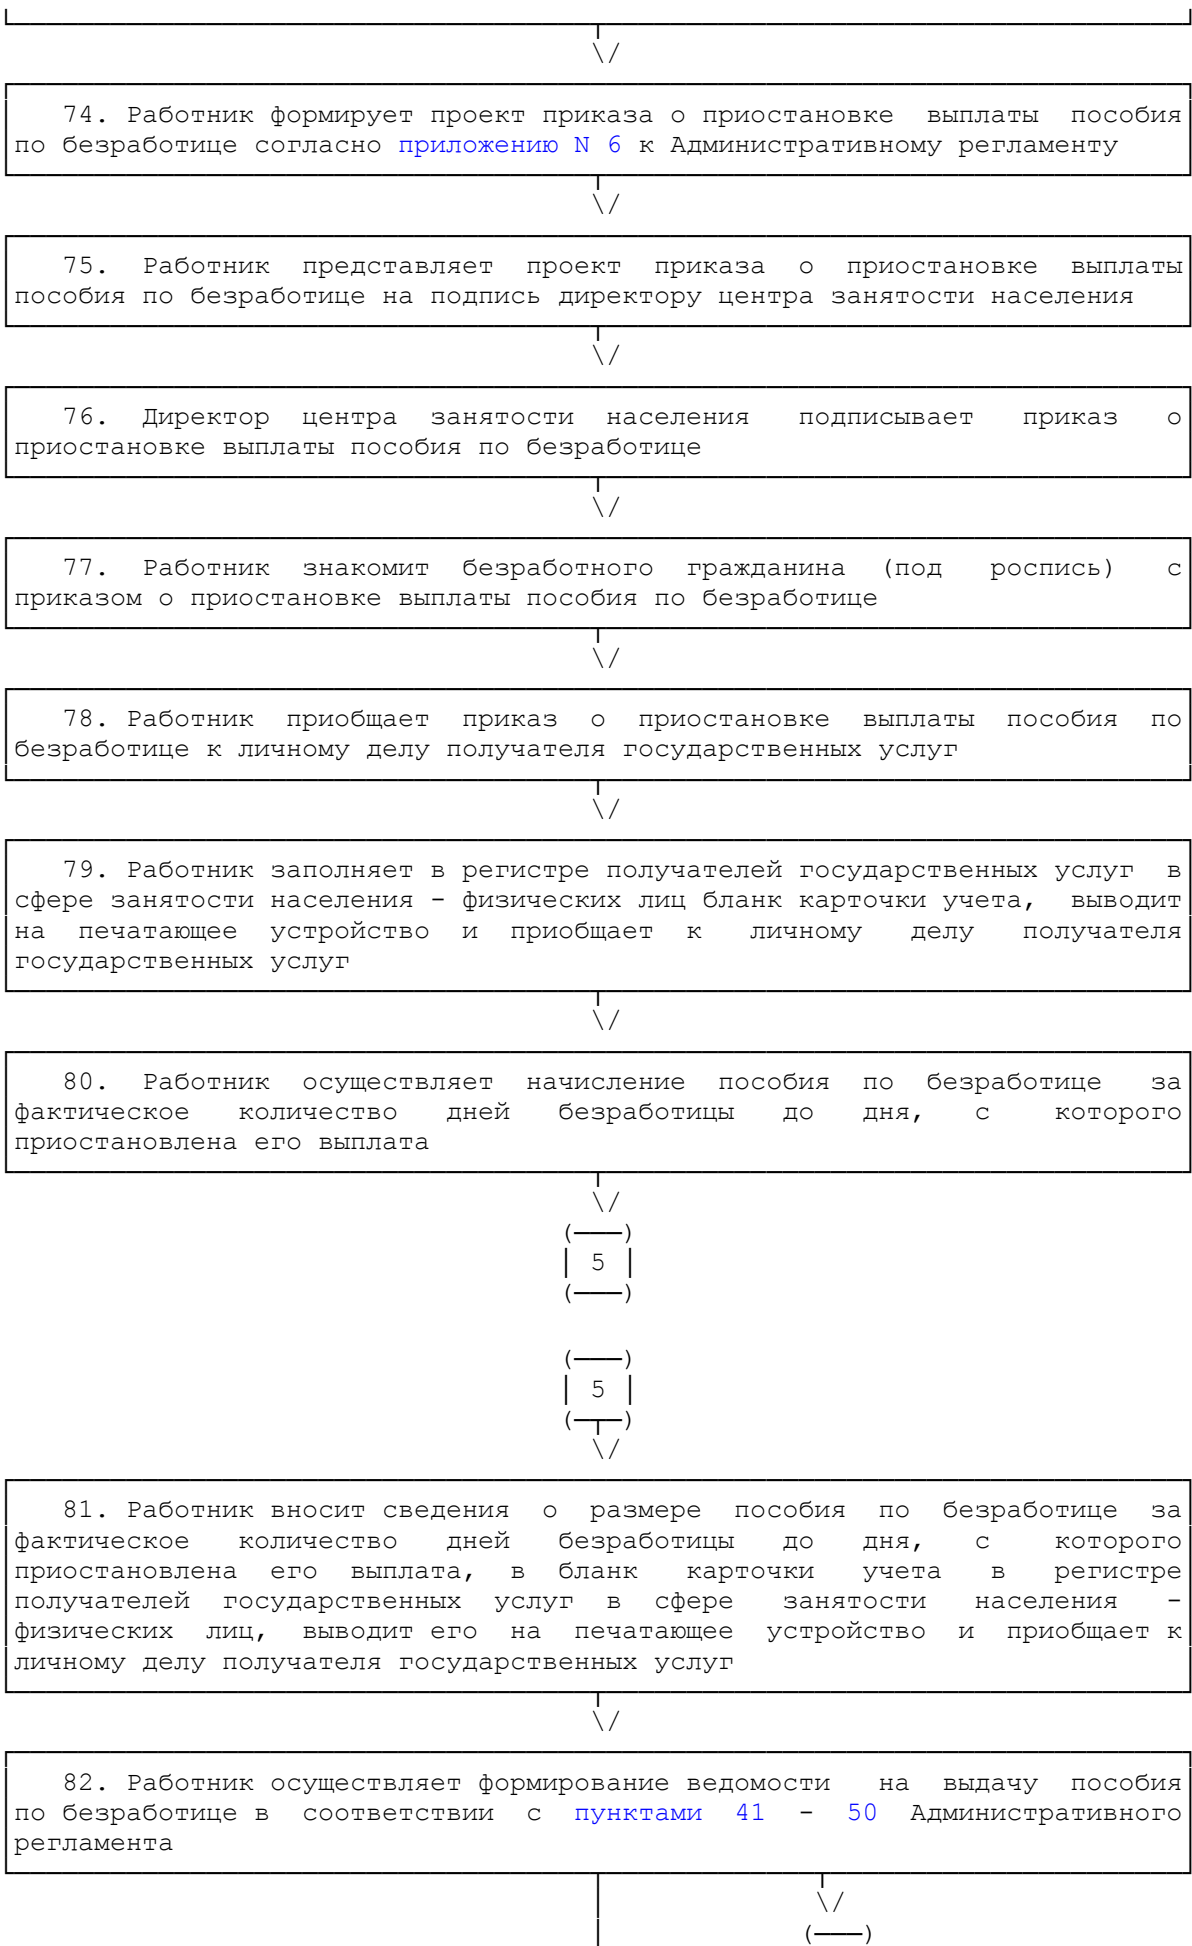 74. Работник формирует проект приказа о приостановке выплаты пособия
по безработице согласно приложению N 6 к Административному регламенту
75. Работник представляет проект приказа о приостановке выплаты
пособия по безработице на подпись директору центра занятости населения
76. Директор центра занятости населения подписывает приказ о
приостановке выплаты пособия по безработице
77. Работник знакомит безработного гражданина (под роспись) с
приказом о приостановке выплаты пособия по безработице
78. Работник приобщает приказ о приостановке выплаты пособия по
безработице к личному делу получателя государственных услуг
79. Работник заполняет в регистре получателей государственных услуг в
сфере занятости населения - физических лиц бланк карточки учета, выводит
на печатающее устройство и приобщает к личному делу получателя
государственных услуг
80. Работник осуществляет начисление пособия по безработице за
фактическое количество дней безработицы до дня, с которого
приостановлена его выплата
5
5
81. Работник вносит сведения о размере пособия по безработице за
фактическое количество дней безработицы до дня, с которого
приостановлена его выплата, в бланк карточки учета в регистре
получателей государственных услуг в сфере занятости населения -
физических лиц, выводит его на печатающее устройство и приобщает к
личному делу получателя государственных услуг
82. Работник осуществляет формирование ведомости на выдачу пособия
по безработице в соответствии с пунктами 41 - 50 Административного
регламента